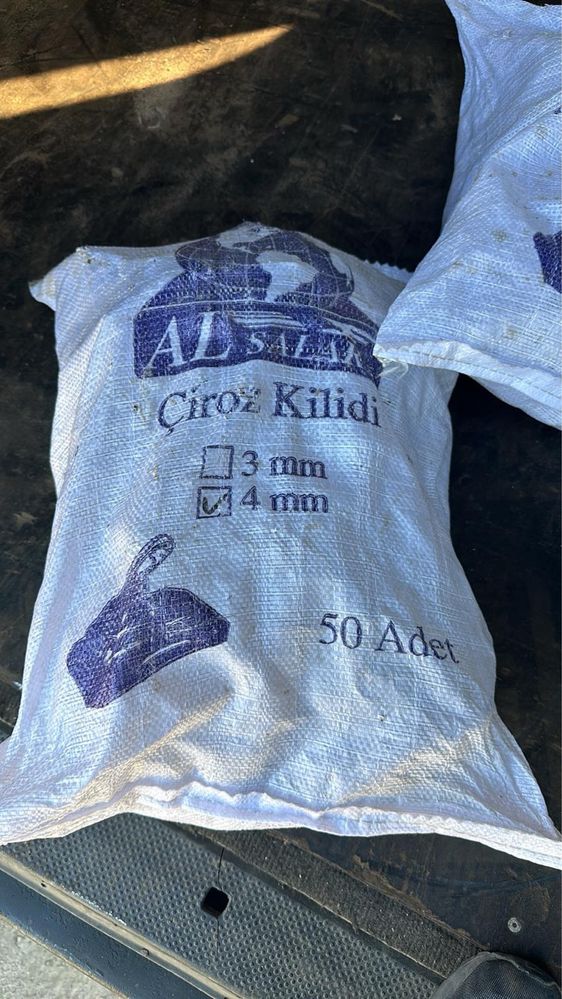 AL SALAR
Çiroz Kilidi
3 mm
4 mm
50 Adet